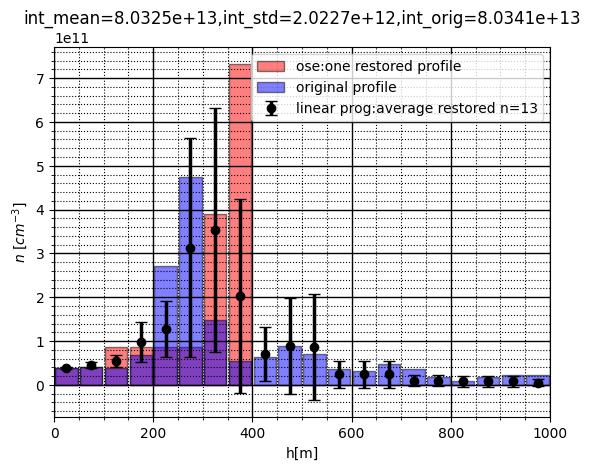 int_mean=8.0325e+13,int_std=2.0227e+12,int_orig=8.0341e+13
1e11
ose:one restored profile
original profile
linear prog:average restored n=13
7
6
5
4
3
2
1
0
n [cm⁻³]
0 200 400 600 800 1000
h[m]